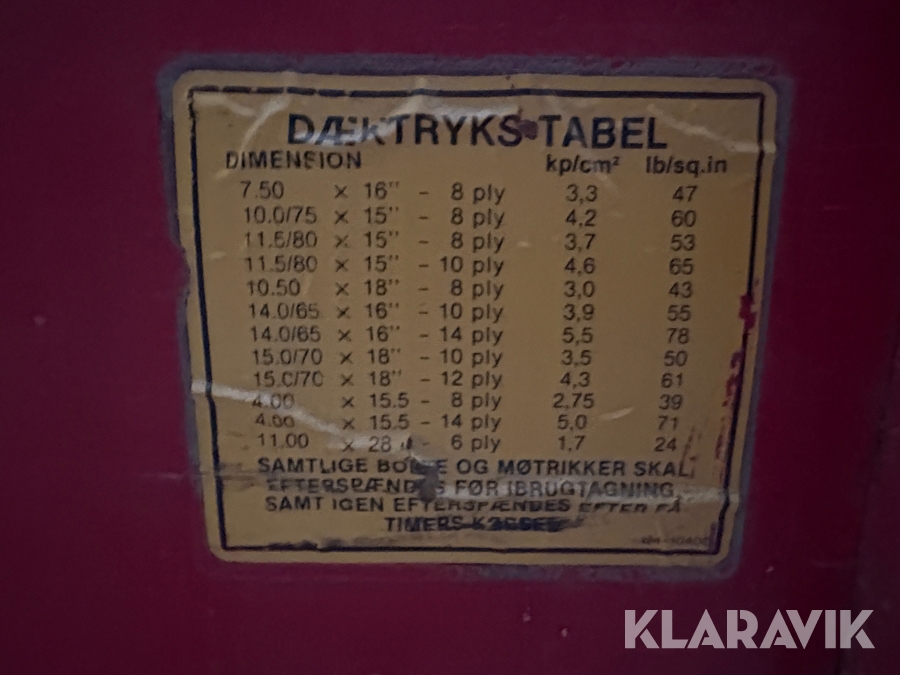 DÆKTRYKS-TABEL
DIMENSION kp/cm² lb/sq.in
7.50 × 16" - 8 ply 3,3 47
10.0/75 × 15" - 8 ply 4,2 60
11.5/80 × 15" - 8 ply 3,7 53
11.5/80 × 15" - 10 ply 4,6 65
10.50 × 18" - 8 ply 3,0 43
14.0/65 × 16" - 10 ply 3,9 55
14.0/65 × 16" - 14 ply 5,5 78
15.0/70 × 18" - 10 ply 3,5 50
15.0/70 × 18" - 12 ply 4,3 61
4.00 × 15.5 - 8 ply 2,75 39
4.00 × 15.5 - 14 ply 5,0 71
11.00 × 28 - 6 ply 1,7 24
SAMTLIGE BOLTE OG MØTRIKKER SKAL
EFTERSPÆNDES FØR IBRUGTAGNING
SAMT IGEN EFTERSPÆNDES EFTER FÅ
TIMERS KØRSEL
KLARAVIK